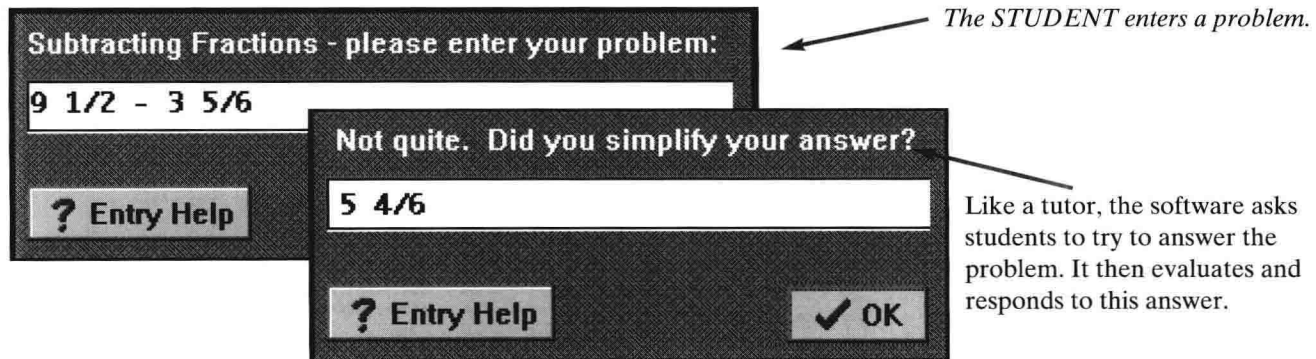 The STUDENT enters a problem.
Subtracting Fractions - please enter your problem:
9 1/2 - 3 5/6
? Entry Help
Not quite. Did you simplify your answer?
5 4/6
? Entry Help
OK
Like a tutor, the software asks
students to try to answer the
problem. It then evaluates and
responds to this answer.